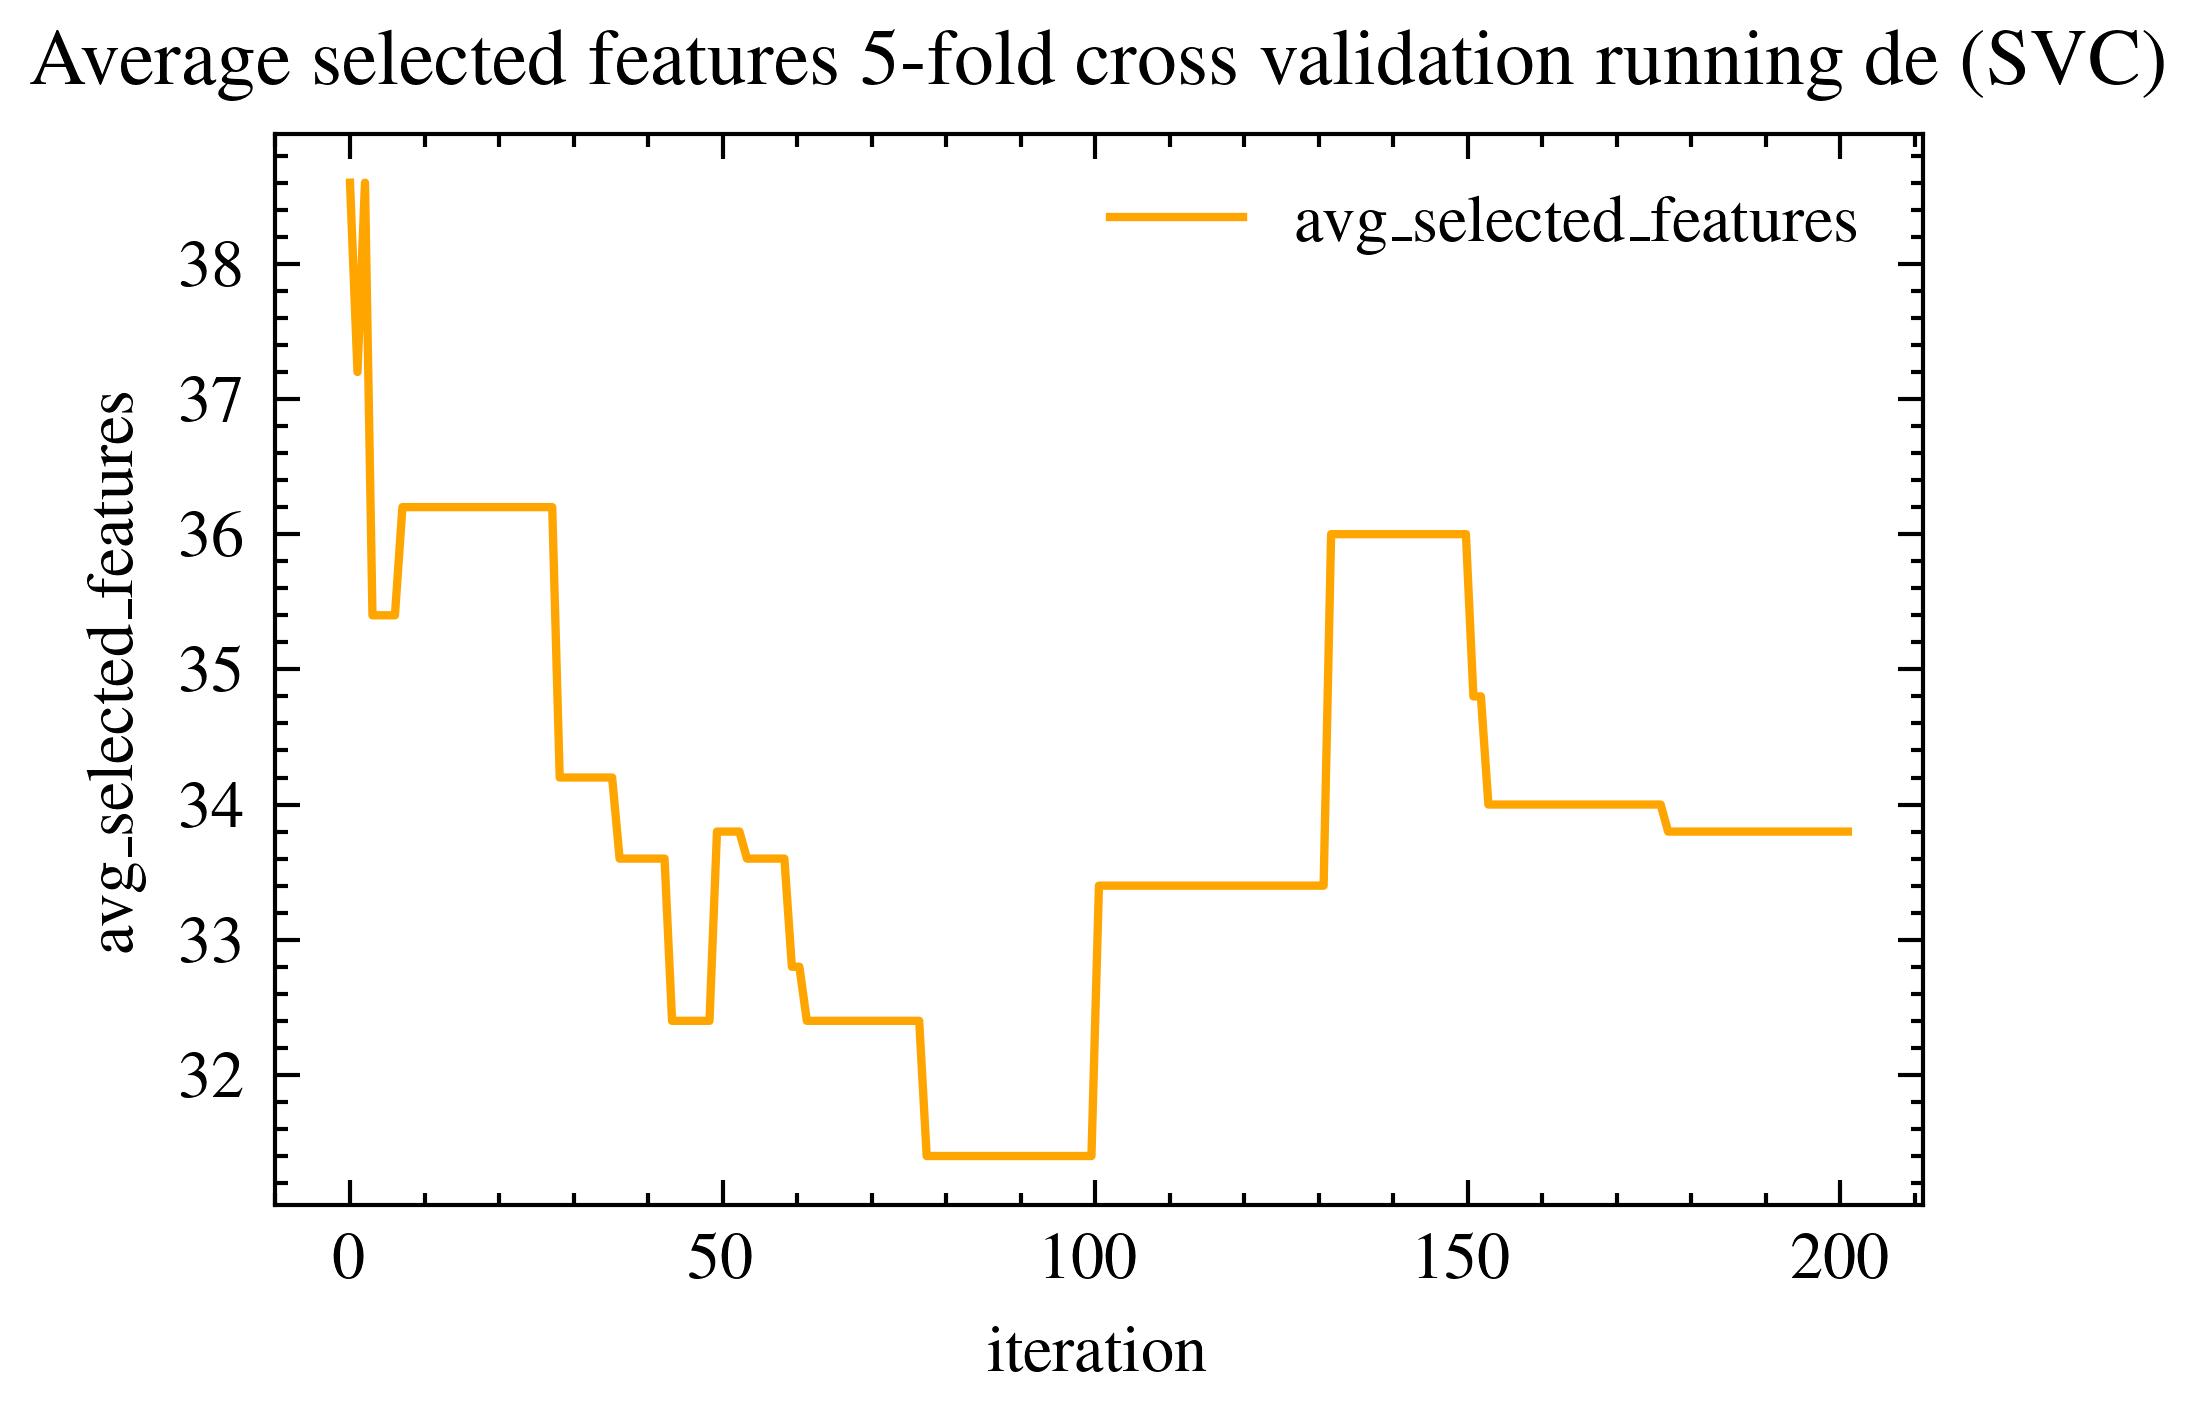 Average selected features 5-fold cross validation running de (SVC)
avg_selected_features
avg_selected_features
38
37
36
35
34
33
32
0 50 100 150 200
iteration